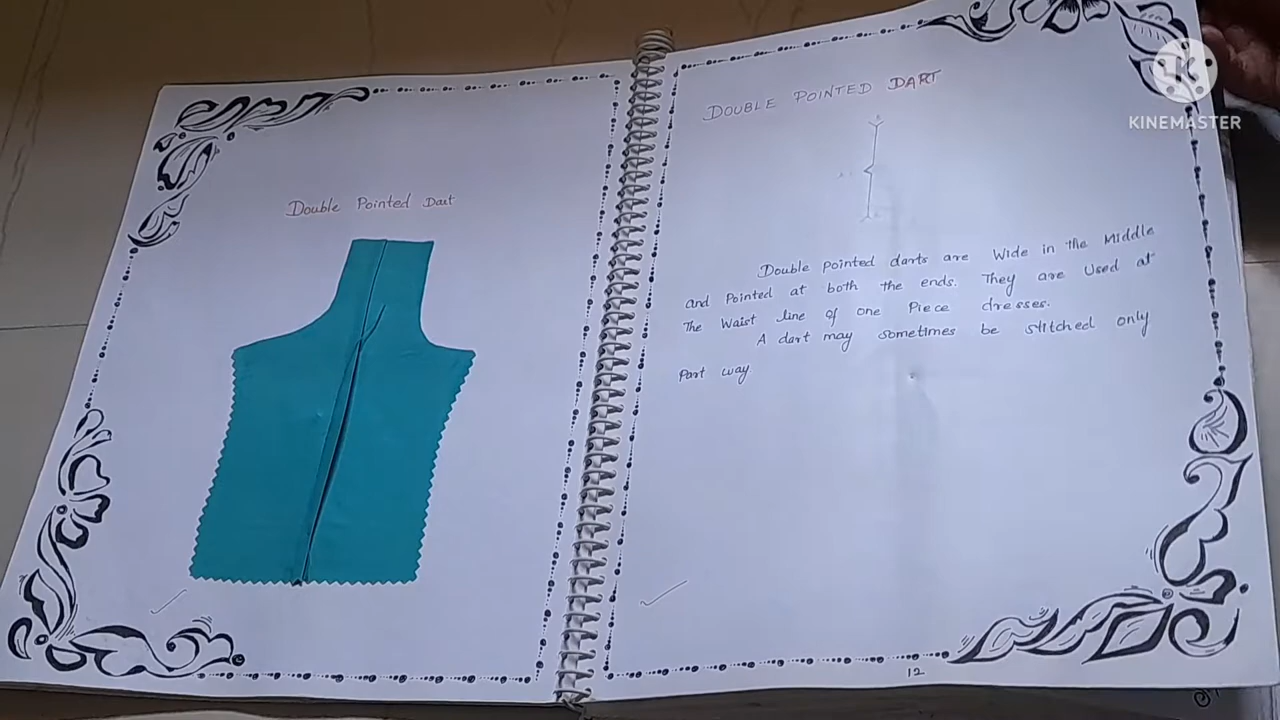 Double Pointed Dart
DOUBLE POINTED DART
Double pointed darts are Wide in the Middle
and Pointed at both the ends. They are Used at
The Waist line of one Piece dresses.
A dart may sometimes be stitched only
Part way.
12
KINEMASTER